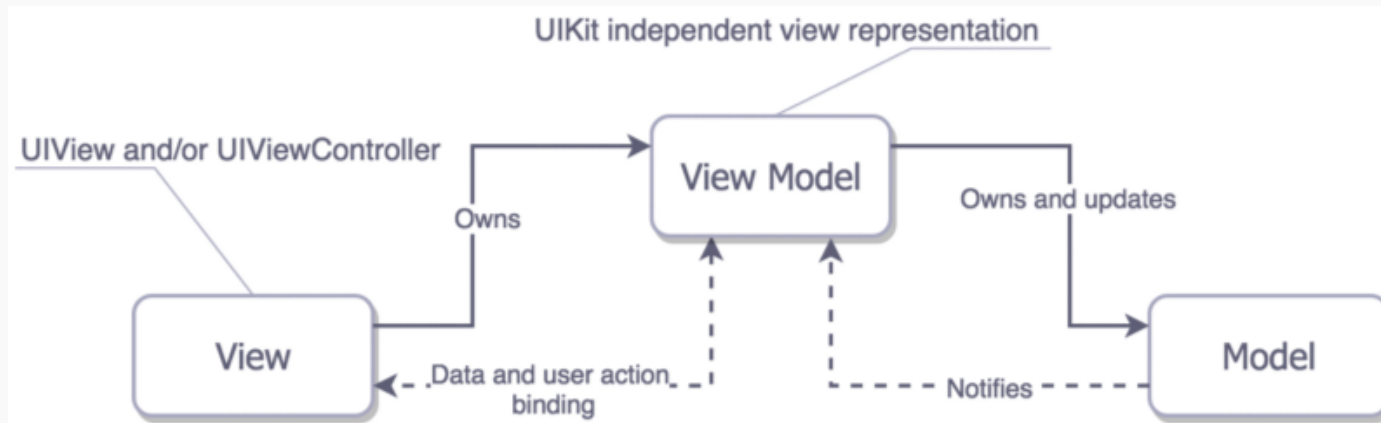 UIKit independent view representation
UIView and/or UIViewController
View Model
Owns
Owns and updates
View
Data and user action
binding
Notifies
Model